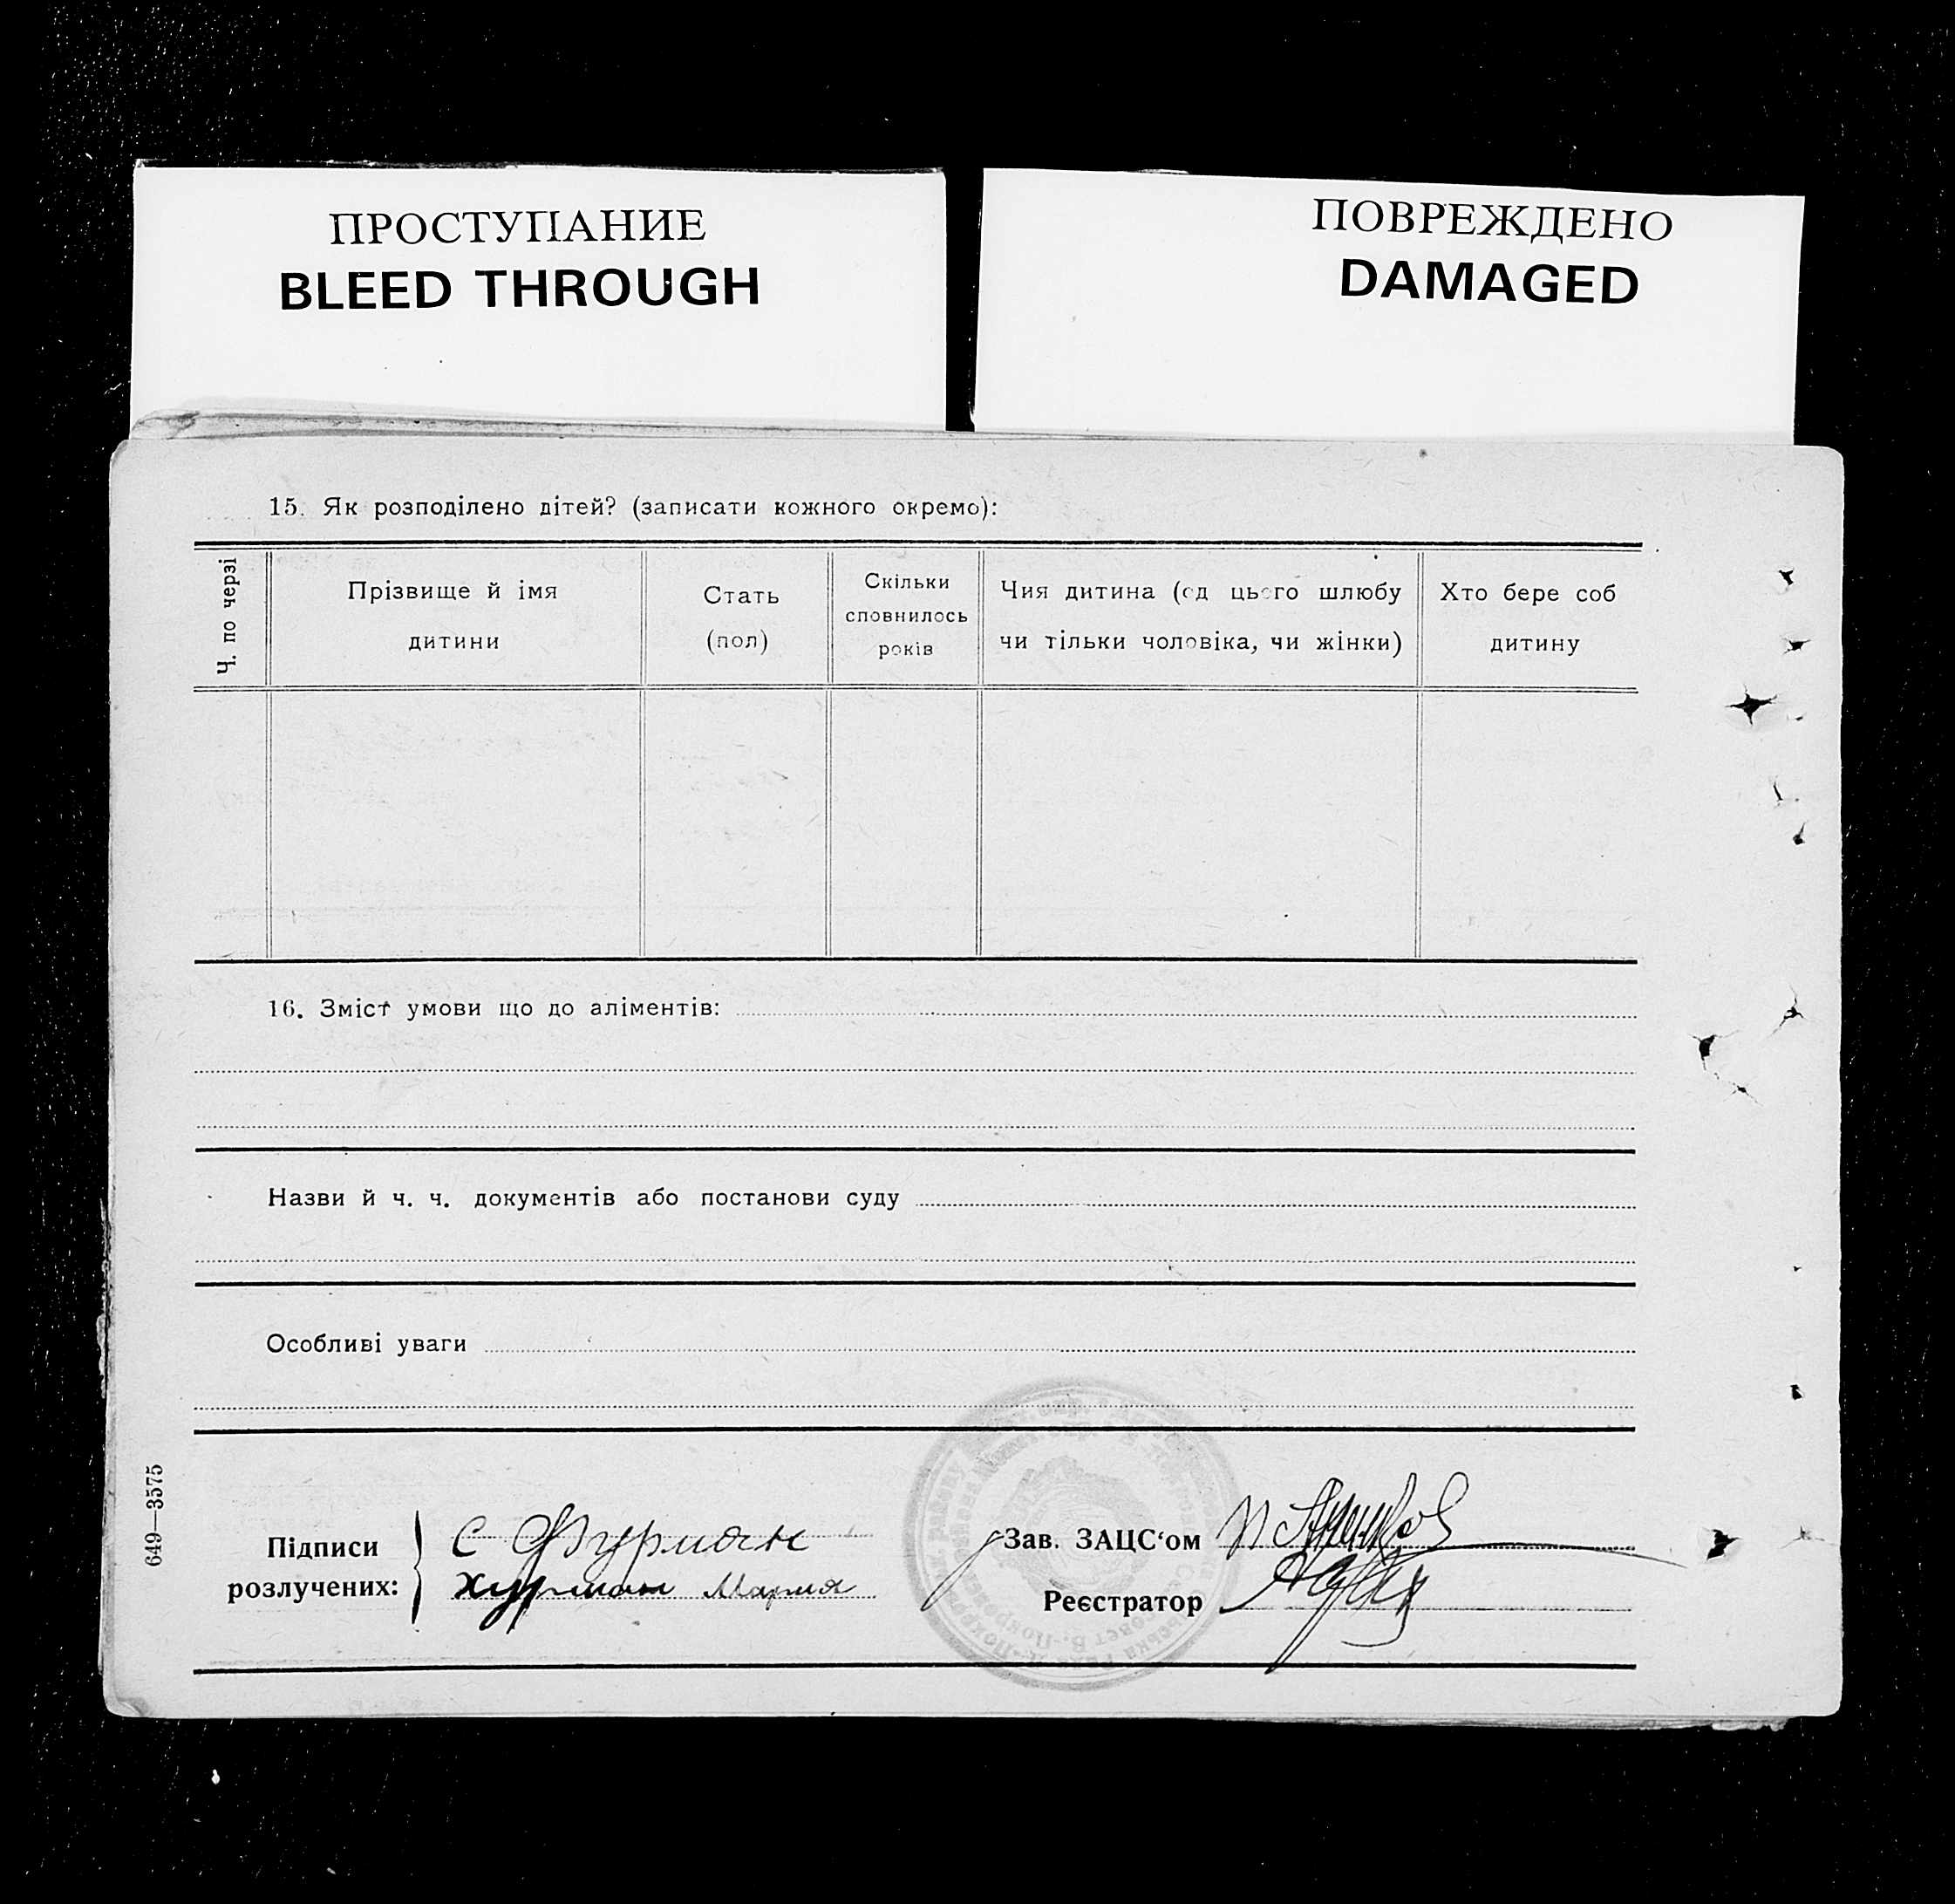 ПРОСТУПАНИЕ
BLEED THROUGH
ПОВРЕЖДЕНО
DAMAGED
15. Як розподілено дітей? (записати кожного окремо):
Ч. по черзі
Прізвище й імя
дитини
Стать
(пол)
Скільки
сповнилось
років
Чия дитина (од цього шлюбу
чи тільки чоловіка, чи жінки)
Хто бере соб
дитину
16. Зміст умови що до аліментів:
Назви й ч. ч. документів або постанови суду
Особливі уваги
649—3575
Підписи
розлучених:
С Фурман
Хурман Мария
Зав. ЗАЦС‘ом
Реєстратор